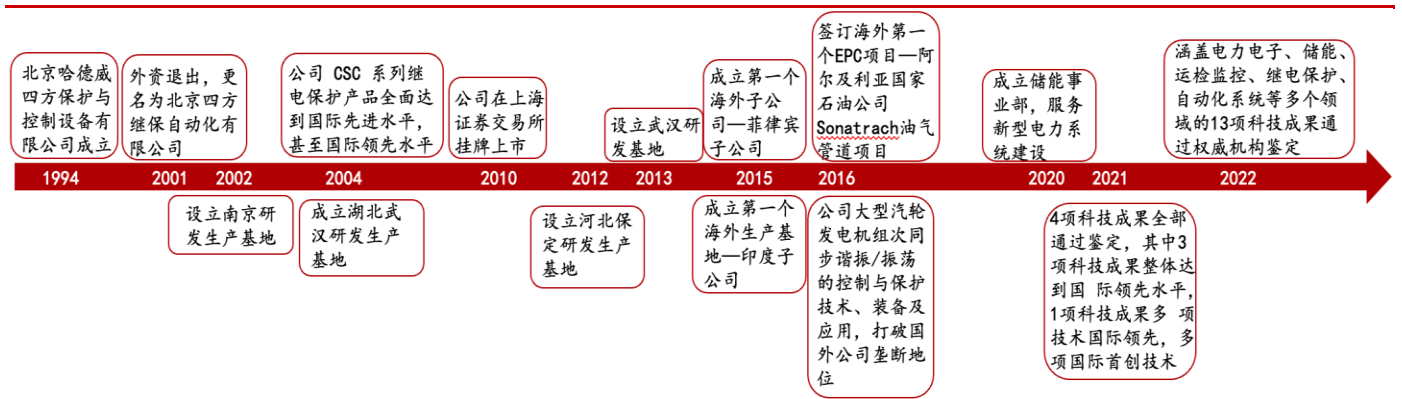 北京哈德威
四方保护与
控制设备有
限公司成立
外资退出，更
名为北京四方
继保自动化有
限公司
公司 CSC 系列继
电保护产品全面达
到国际先进水平，
甚至国际领先水平
公司在上海
证券交易所
挂牌上市
设立武汉研
发基地
成立第一个
海外子公
司—菲律宾
子公司
签订海外第一
个EPC项目—阿
尔及利亚国家
石油公司
Sonatrach油气
管道项目
成立储能事
业部，服务
新型电力系
统建设
涵盖电力电子、储能、
运检监控、继电保护、
自动化系统等多个领
域的13项科技成果通
过权威机构鉴定
1994 2001 2002 2004 2010 2012 2013 2015 2016 2020 2021 2022
设立南京研
发生产基地
成立湖北武
汉研发生产
基地
设立河北保
定研发生产
基地
成立第一个
海外生产基
地—印度子
公司
公司大型汽轮
发电机组次同
步谐振/振荡
的控制与保护
技术、装备及
应用，打破国
外公司垄断地
位
4项科技成果全部
通过鉴定，其中3
项科技成果整体达
到国 际领先水平，
1项科技成果多 项
技术国际领先，多
项国际首创技术